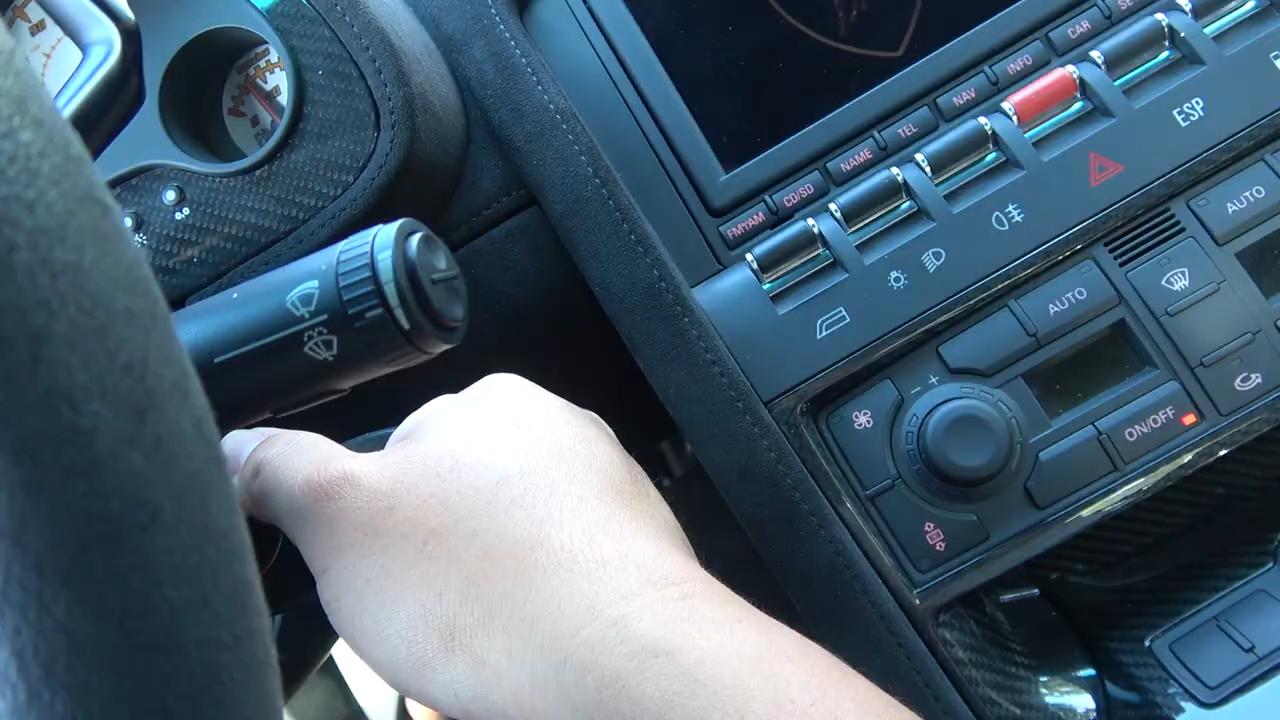 FM/AM
CD/SD
NAME
TEL
NAV
INFO
CAR
ESP
AUTO
AUTO
ON/OFF
- +